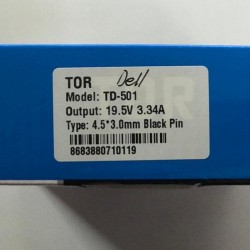 TOR Dell
Model: TD-501
Output: 19.5V 3.34A
Type: 4.5*3.0mm Black Pin
8683880710119